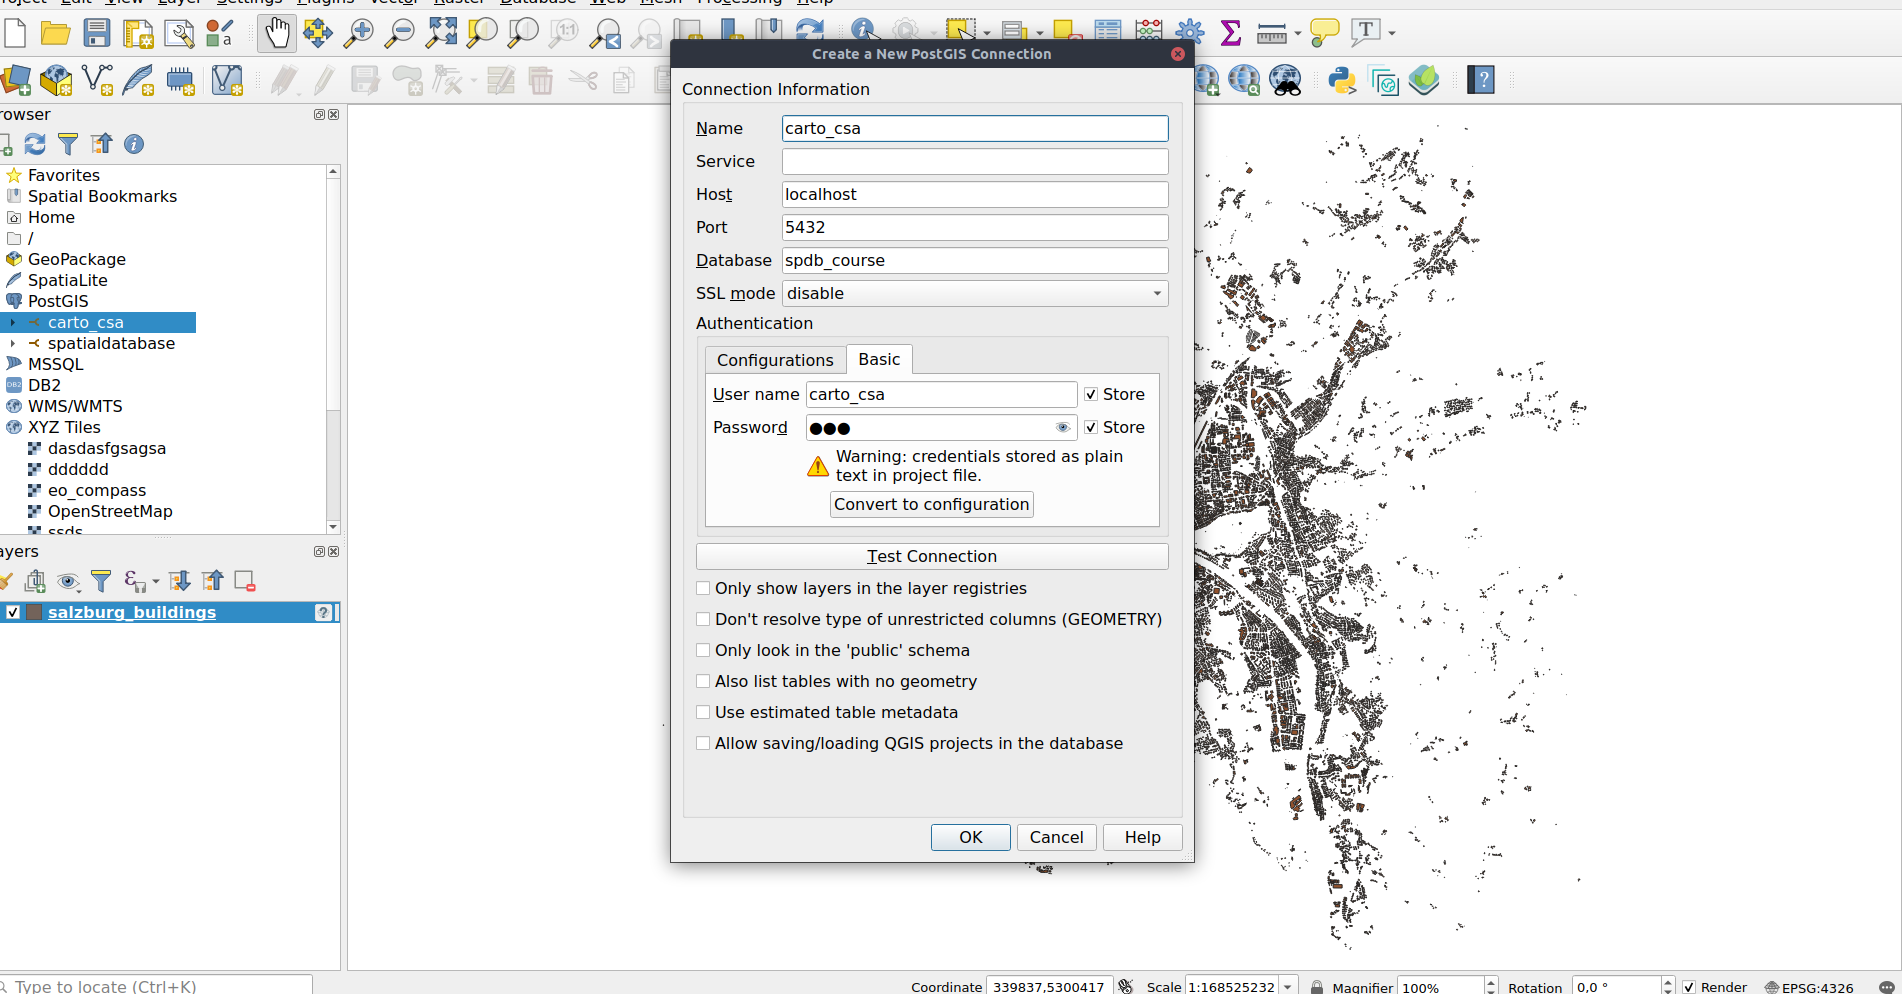 Create a New PostGIS Connection
Connection Information
Name carto_csa
Service
Host localhost
Port 5432
Database spdb_course
SSL mode disable
Authentication
Configurations Basic
User name carto_csa Store
Password ●●● Store
Warning: credentials stored as plain
text in project file.
Convert to configuration
Test Connection
Only show layers in the layer registries
Don't resolve type of unrestricted columns (GEOMETRY)
Only look in the 'public' schema
Also list tables with no geometry
Use estimated table metadata
Allow saving/loading QGIS projects in the database
OK Cancel Help
rowser
Favorites
Spatial Bookmarks
Home
/
GeoPackage
SpatiaLite
PostGIS
carto_csa
spatialdatabase
MSSQL
DB2
WMS/WMTS
XYZ Tiles
dasdasfgsagsa
dddddd
eo_compass
OpenStreetMap
ssds
ayers
salzburg_buildings
Type to locate (Ctrl+K)
Coordinate 339837,5300417 Scale 1:168525232 Magnifier 100% Rotation 0,0 ° Render EPSG:4326